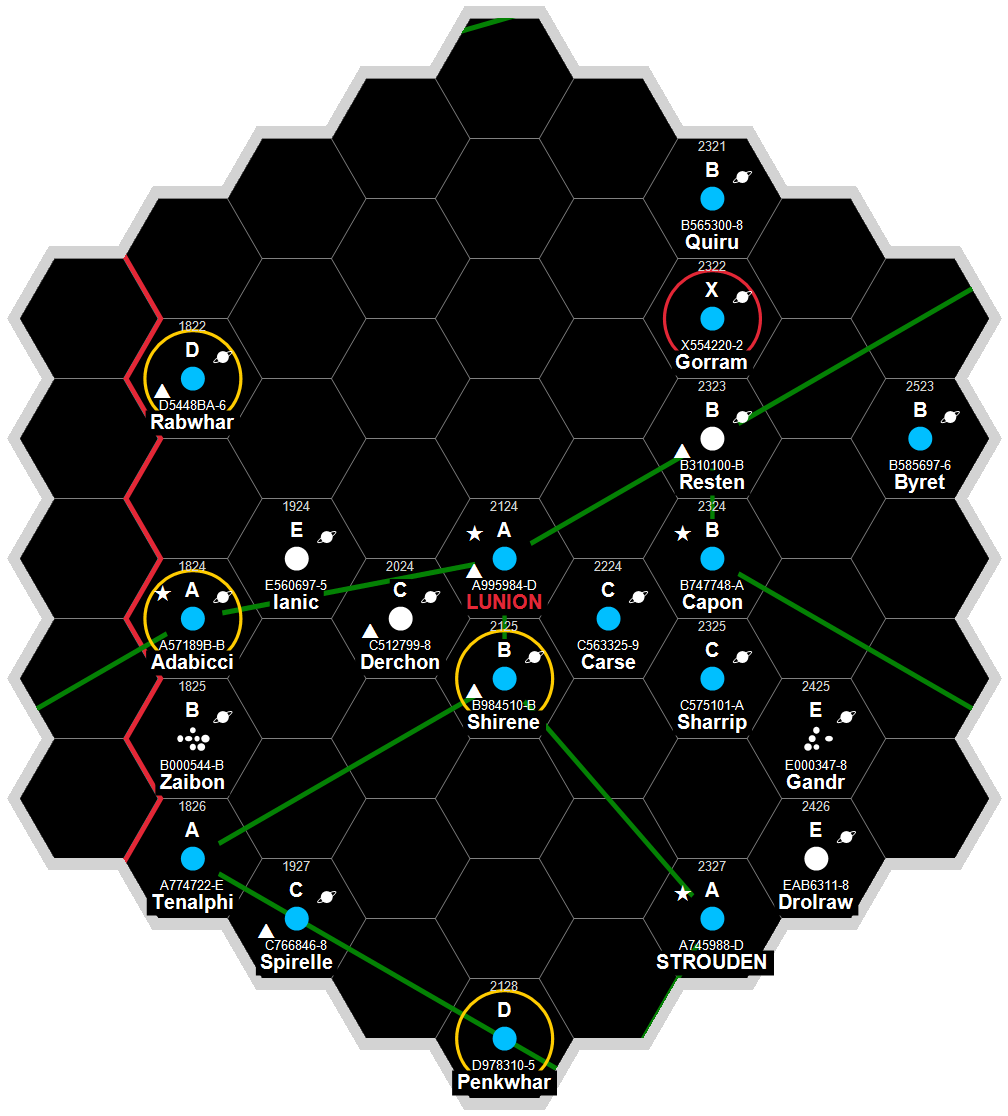 2321
B
B565300-8
Quiru
2322
X
X554220-2
Gorram
1822
D
D5448BA-6
Rabwhar
2323
B
B310100-B
Resten
2523
B
B585697-6
Byret
1924
E
E560697-5
Ianic
2124
A
A995984-D
LUNION
2324
B
B747748-A
Capon
1824
A
A57189B-B
Adabicci
2024
C
C512799-8
Derchon
2224
C
C563325-9
Carse
2125
B
B984510-B
Shirene
2325
C
C575101-A
Sharrip
1825
B
B000544-B
Zaibon
2425
E
E000347-8
Gandr
1826
A
A774722-E
Tenalphi
2426
E
EAB6311-8
Drolraw
1927
C
C766846-8
Spirelle
2327
A
A745988-D
STROUDEN
2128
D
D978310-5
Penkwhar